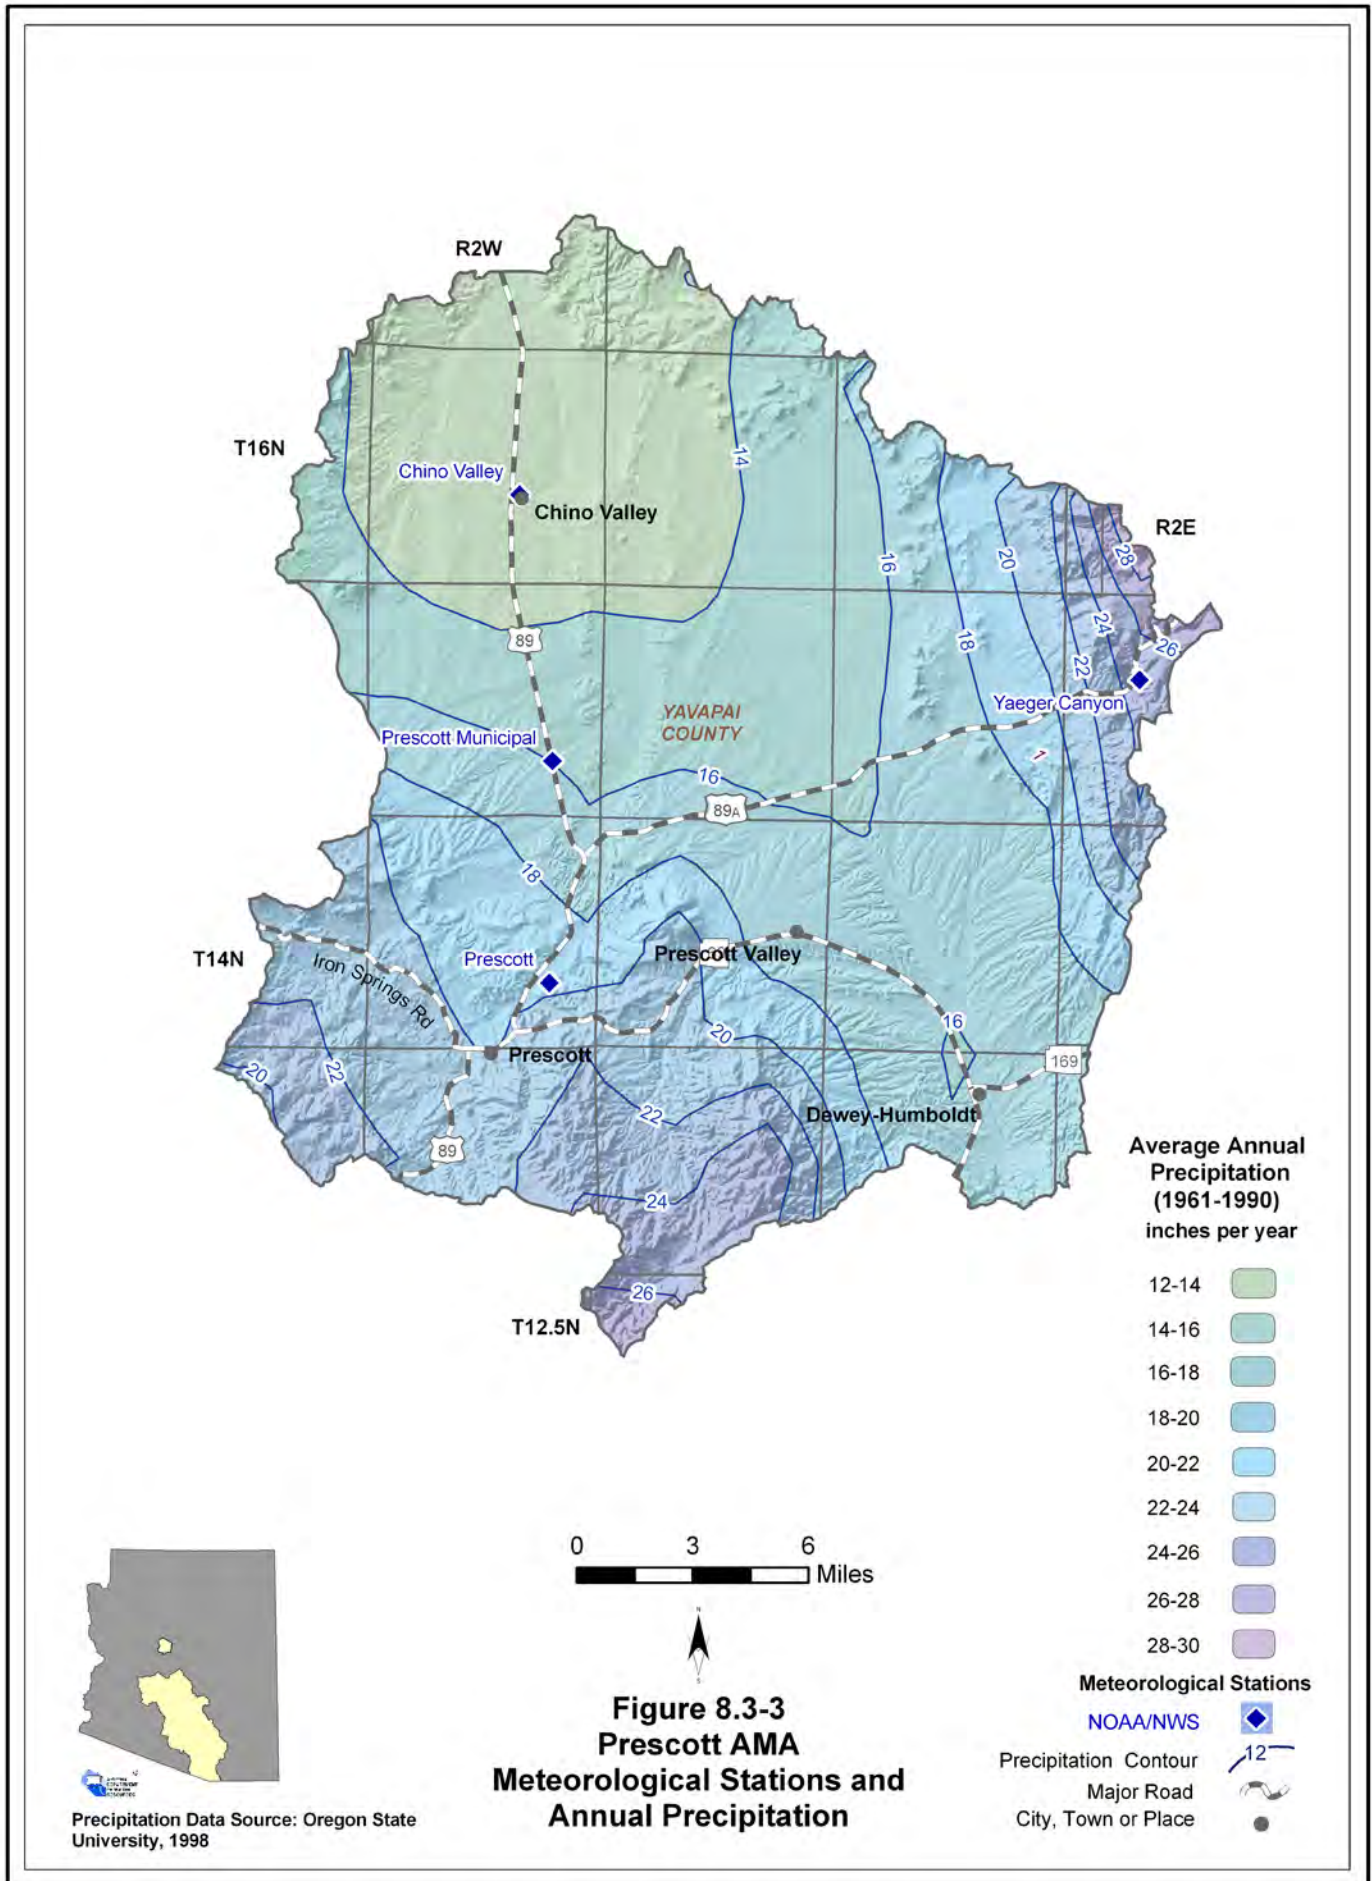 R2W
T16N
14
Chino Valley
Chino Valley
R2E
28
20
16
24
18
26
89
22
Yaeger Canyon
YAVAPAI
COUNTY
Prescott Municipal
1
16
89A
18
Prescott Valley
T14N
Prescott
Iron Springs Rd
16
20
Prescott
169
20
22
22
Dewey-Humboldt
89
24
26
T12.5N
Average Annual
Precipitation
(1961-1990)
inches per year
12-14
14-16
16-18
18-20
20-22
22-24
24-26
26-28
28-30
Meteorological Stations
NOAA/NWS
Precipitation Contour
12
Major Road
City, Town or Place
0 3 6
Miles
N
S
Figure 8.3-3
Prescott AMA
Meteorological Stations and
Annual Precipitation
Precipitation Data Source: Oregon State
University, 1998